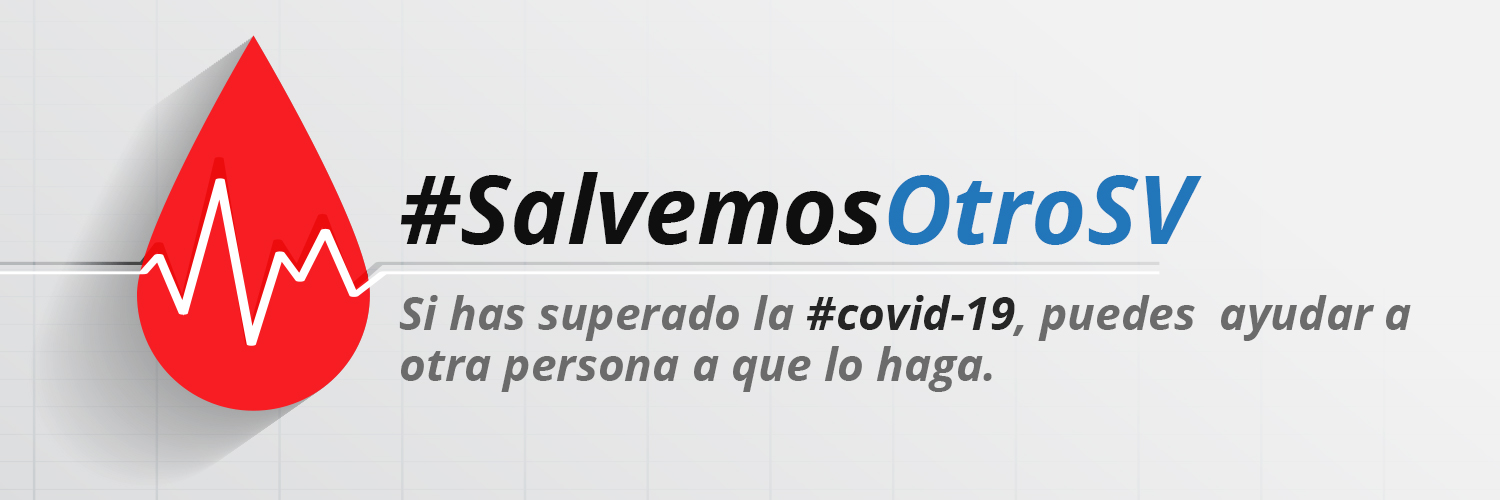 #SalvemosOtroSV
Si has superado la #covid-19, puedes  ayudar a
otra persona a que lo haga.